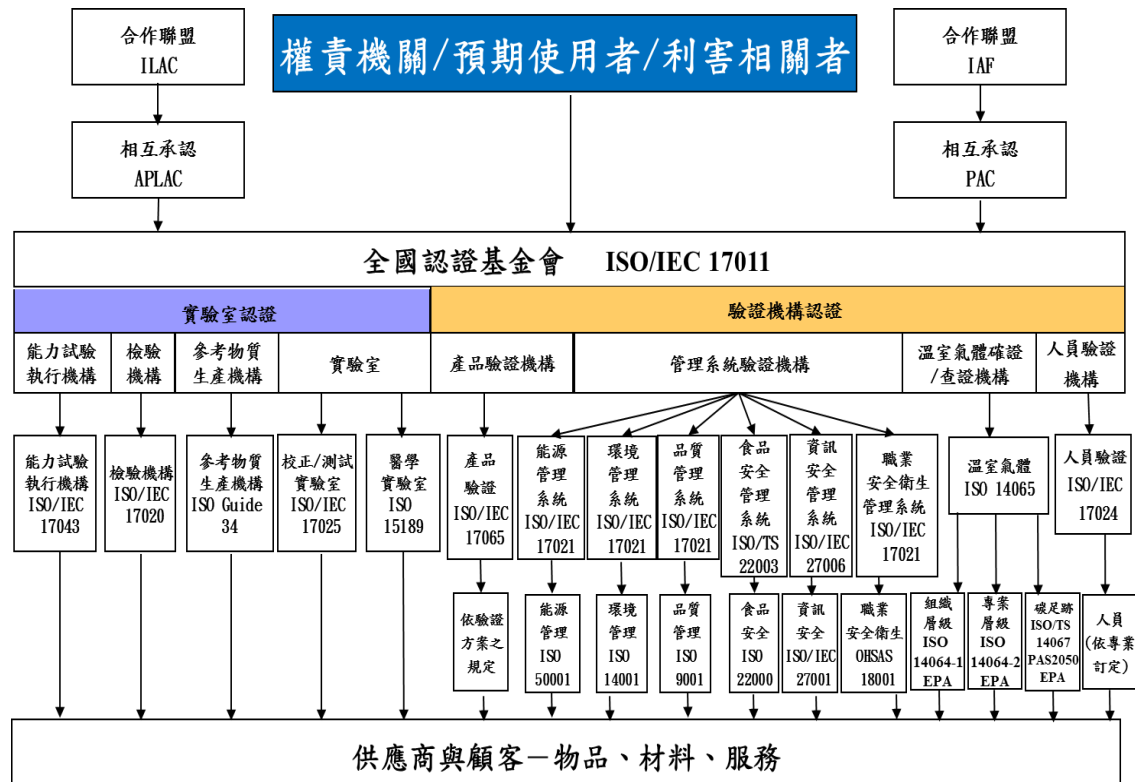 合作聯盟
ILAC
權責機關/預期使用者/利害相關者
合作聯盟
IAF
相互承認
APLAC
相互承認
PAC
全國認證基金會 ISO/IEC 17011
實驗室認證
驗證機構認證
能力試驗
執行機構
檢驗
機構
參考物質
生產機構
實驗室
產品驗證機構
管理系統驗證機構
溫室氣體確證
/查證機構
人員驗證
機構
能力試驗
執行機構
ISO/IEC
17043
檢驗機構
ISO/IEC
17020
參考物質
生產機構
ISO Guide
34
校正/測試
實驗室
ISO/IEC
17025
醫學
實驗室
ISO
15189
產品
驗證
ISO/IEC
17065
能源
管理
系統
ISO/IEC
17021
環境
管理
系統
ISO/IEC
17021
品質
管理
系統
ISO/IEC
17021
食品
安全
管理
系統
ISO/TS
22003
資訊
安全
管理
系統
ISO/IEC
27006
職業
安全衛生
管理系統
ISO/IEC
17021
溫室氣體
ISO 14065
人員驗證
ISO/IEC
17024
依驗證
方案之
規定
能源
管理
ISO
50001
環境
管理
ISO
14001
品質
管理
ISO
9001
食品
安全
ISO
22000
資訊
安全
ISO/IEC
27001
職業
安全衛生
OHSAS
18001
組織
層級
ISO
14064-1
EPA
專案
層級
ISO
14064-2
EPA
碳足跡
ISO/TS
14067
PAS2050
EPA
人員
(依專業
訂定)
供應商與顧客－物品、材料、服務